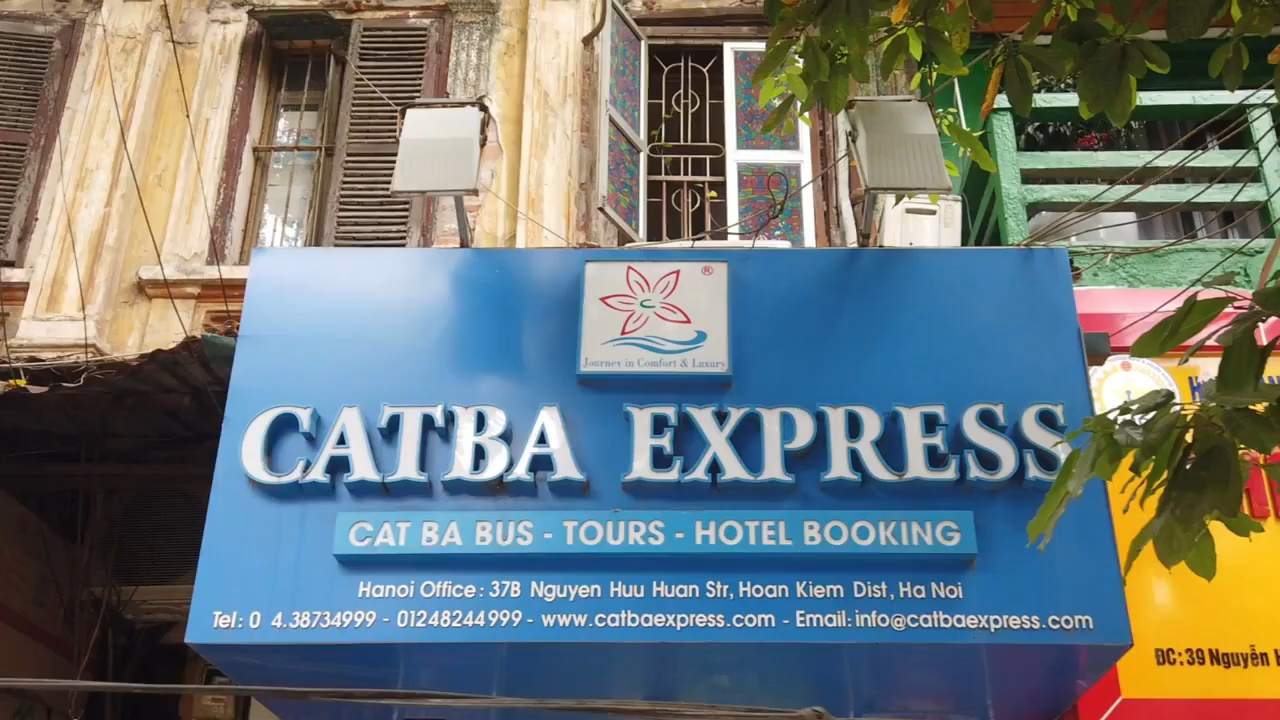 ®
Journey in Comfort & Luxury
CATBA EXPRESS
CAT BA BUS - TOURS - HOTEL BOOKING
Hanoi Office: 37B Nguyen Huu Huan Str, Hoan Kiem Dist, Ha Noi
Tel: 0 4.38734999 - 01248244999 - www.catbaexpress.com - Email: info@catbaexpress.com
ĐC: 39 Nguyễn